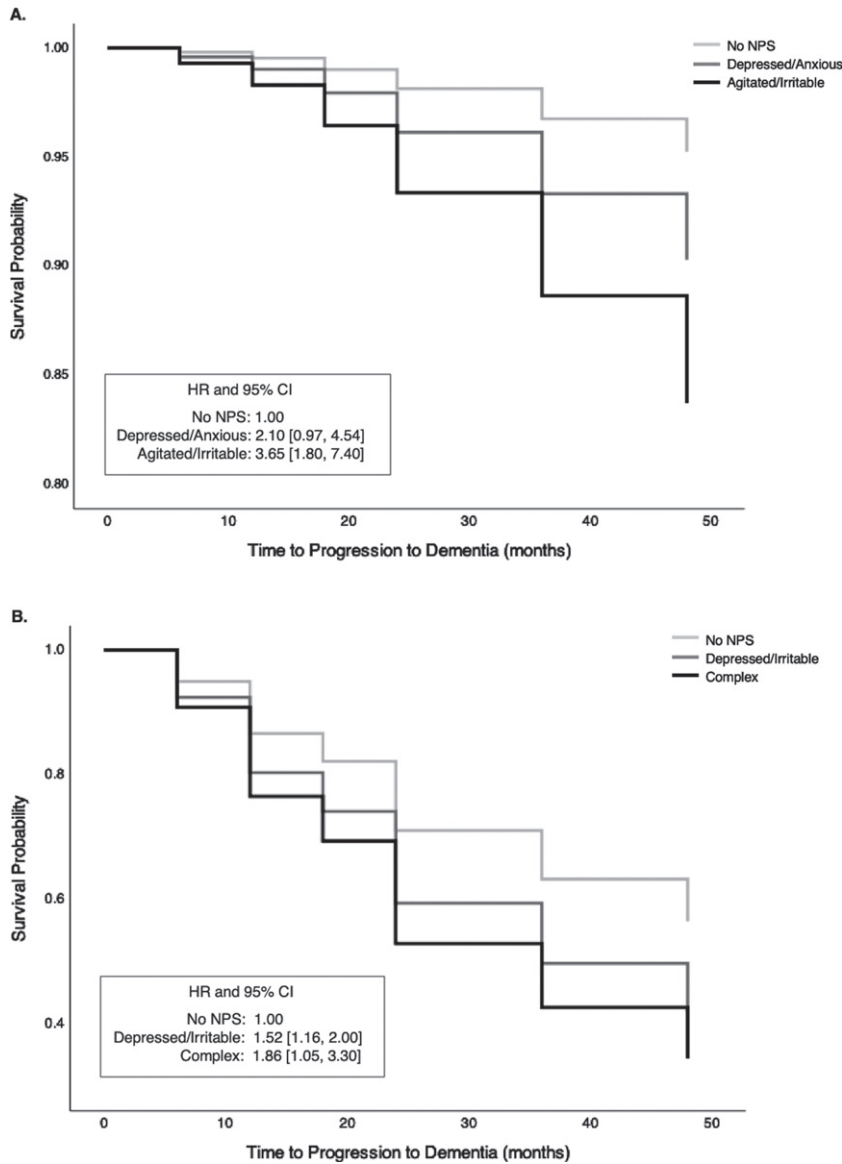 A.
No NPS
Depressed/Anxious
Agitated/Irritable
1.00
0.95
0.90
0.85
0.80
Survival Probability
HR and 95% CI
No NPS: 1.00
Depressed/Anxious: 2.10 [0.97, 4.54]
Agitated/Irritable: 3.65 [1.80, 7.40]
0 10 20 30 40 50
Time to Progression to Dementia (months)
B.
No NPS
Depressed/Irritable
Complex
1.0
0.8
0.6
0.4
Survival Probability
HR and 95% CI
No NPS: 1.00
Depressed/Irritable: 1.52 [1.16, 2.00]
Complex: 1.86 [1.05, 3.30]
0 10 20 30 40 50
Time to Progression to Dementia (months)